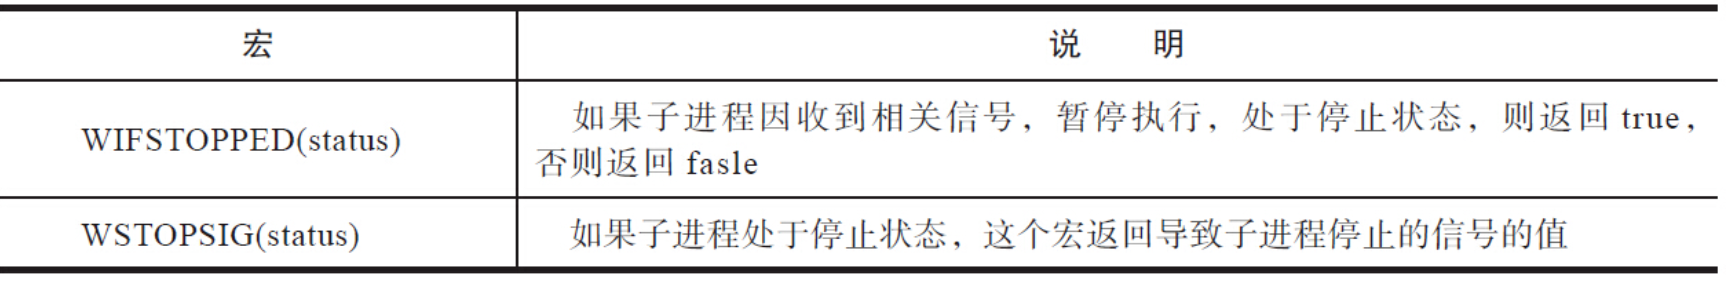 宏
说 明
WIFSTOPPED(status)
如果子进程因收到相关信号，暂停执行，处于停止状态，则返回 true，
否则返回 fasle
WSTOPSIG(status)
如果子进程处于停止状态，这个宏返回导致子进程停止的信号的值